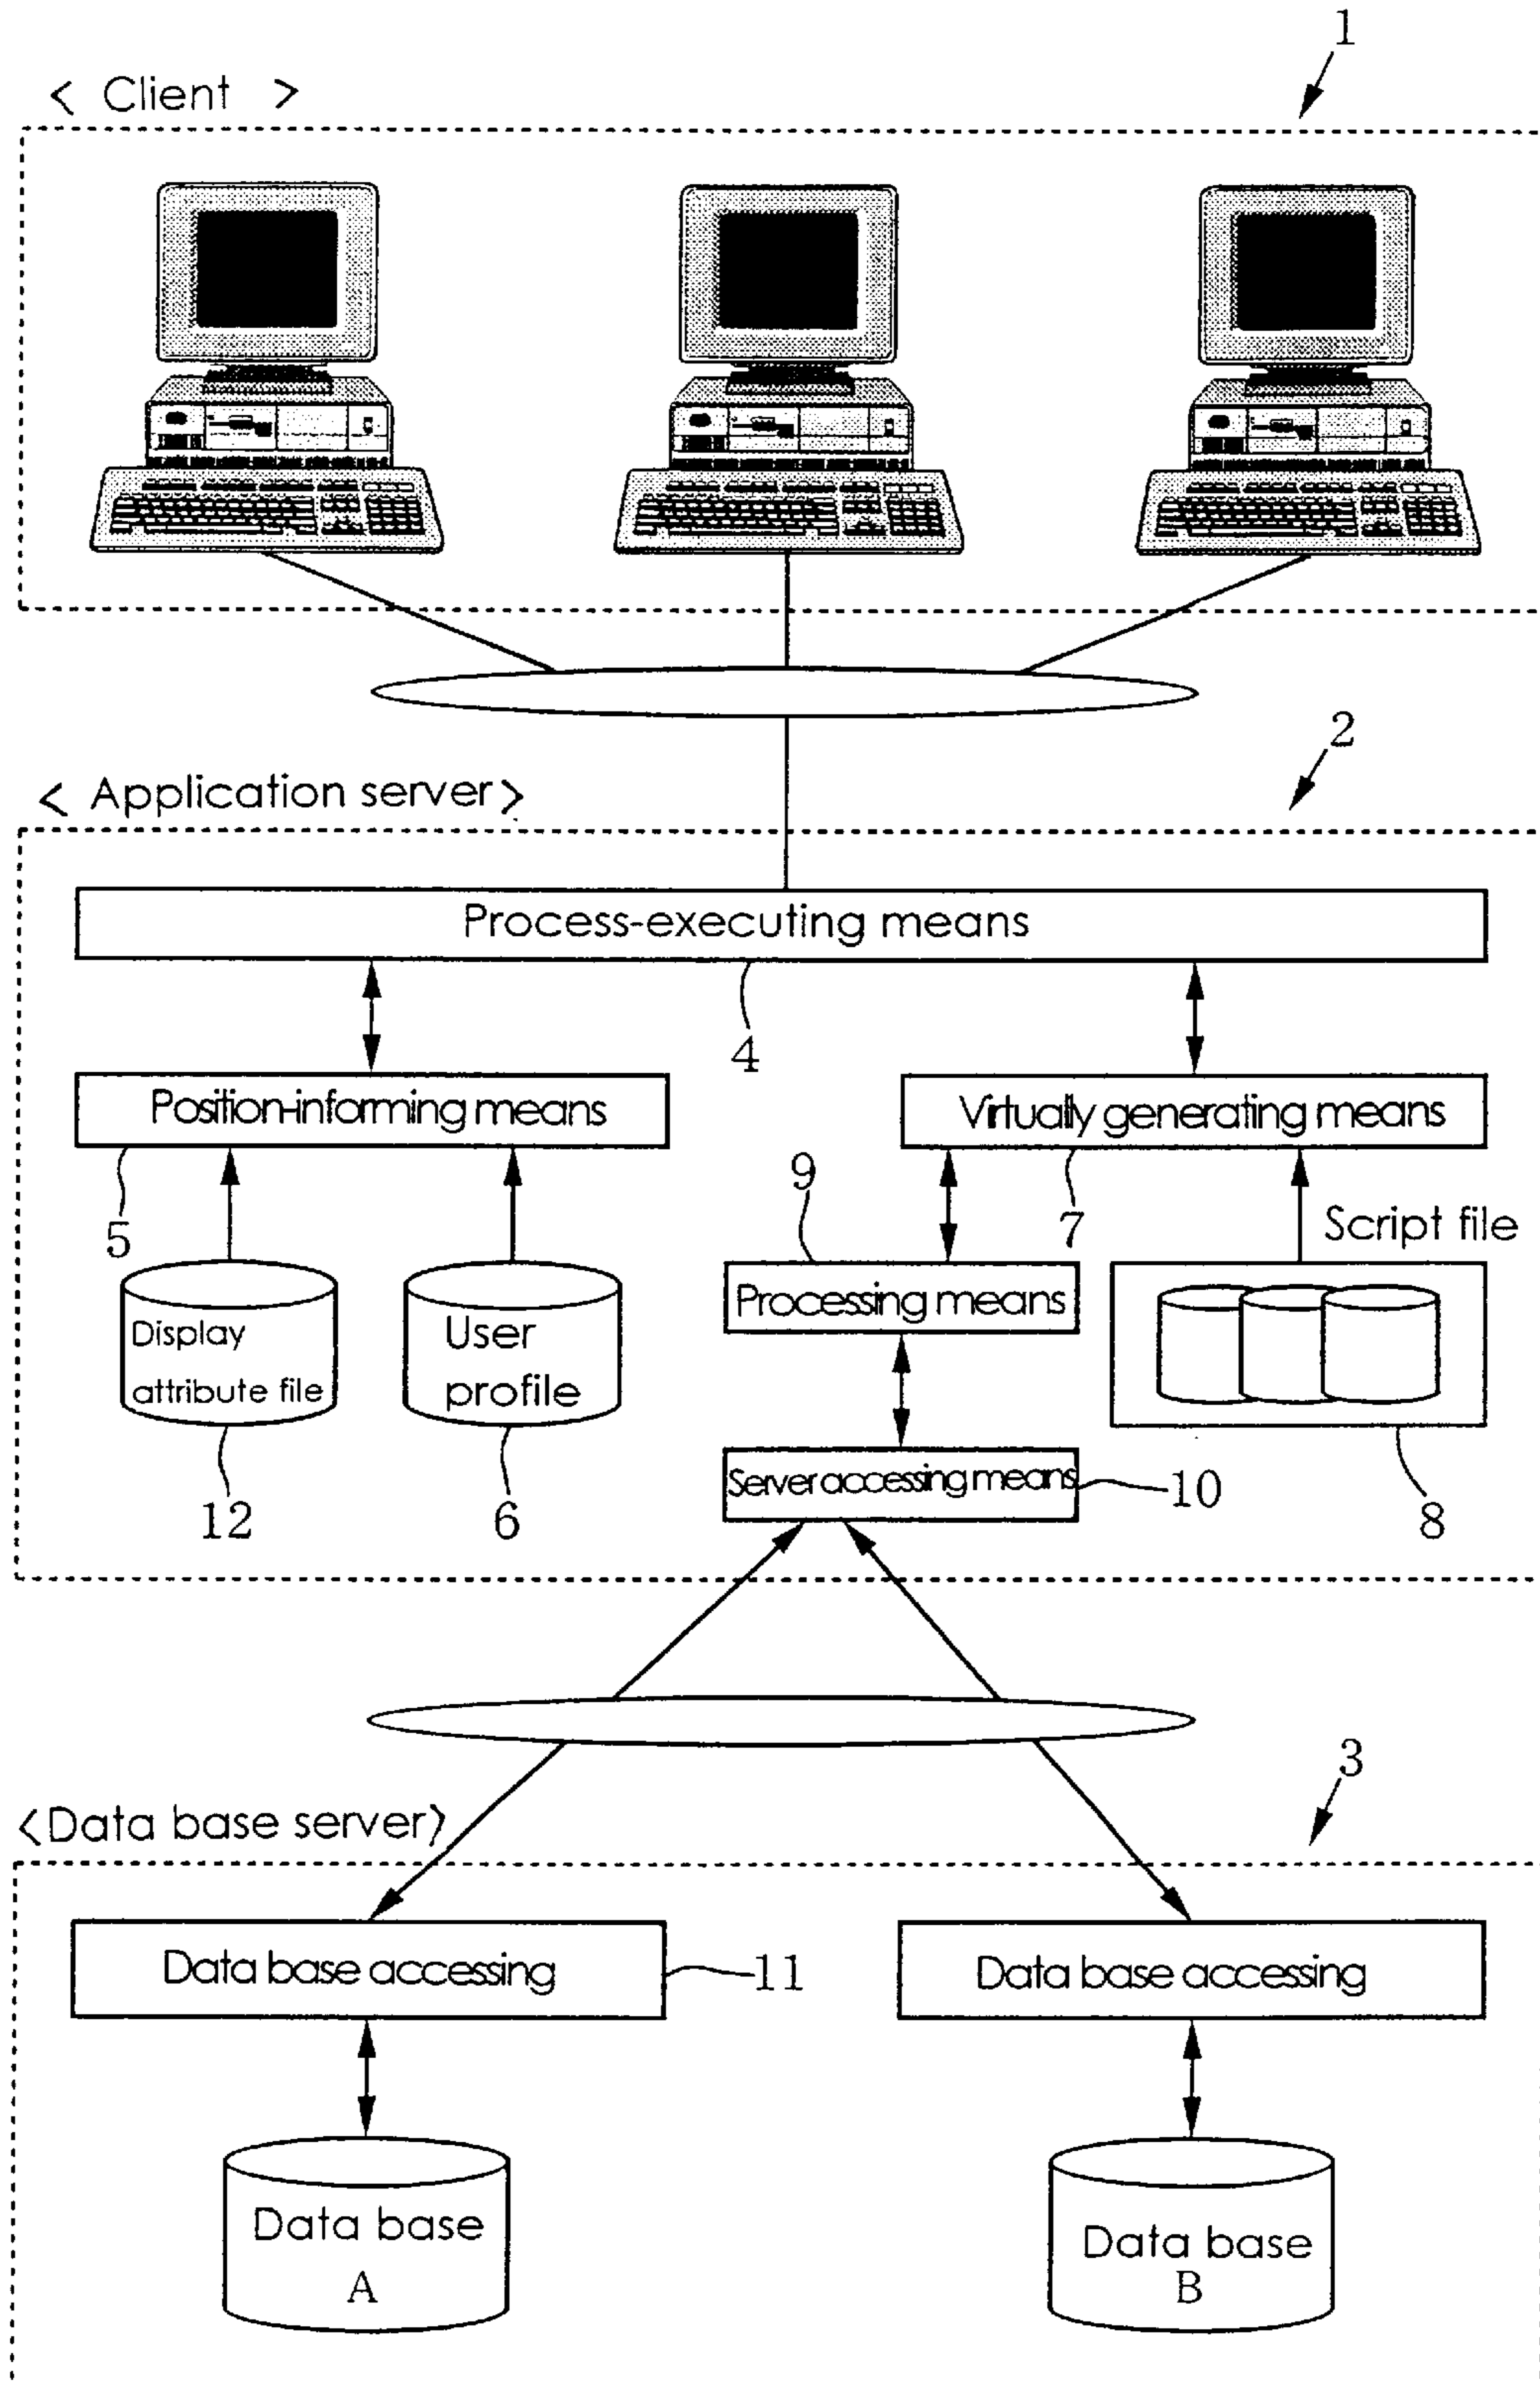 1
< Client >
2
< Application server >
Process-executing means
4
Position-informing means
Virtually generating means
5
9
7
Script file
Display
attribute file
User
profile
Processing means
Server accessing means
10
12
6
8
3
<Data base server>
Data base accessing
11
Data base accessing
Data base
A
Data base
B